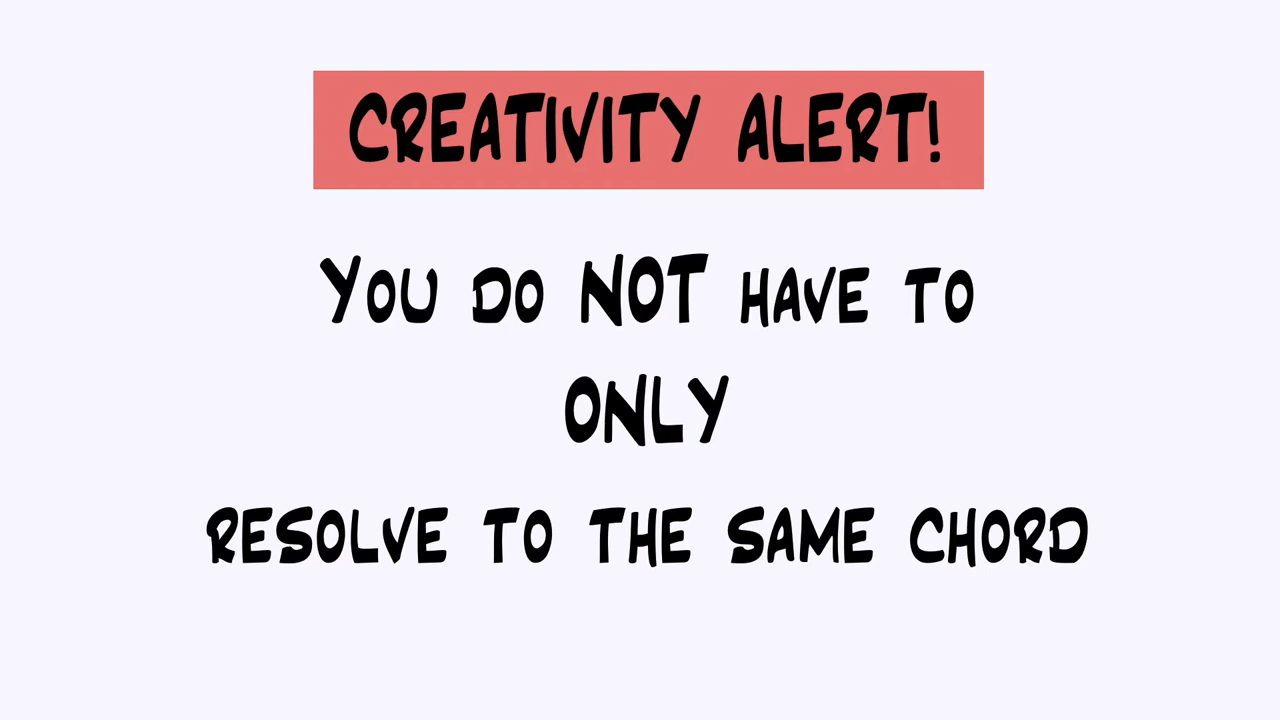 CREATIVITY ALERT!
YOU DO NOT HAVE TO
ONLY
RESOLVE TO THE SAME CHORD